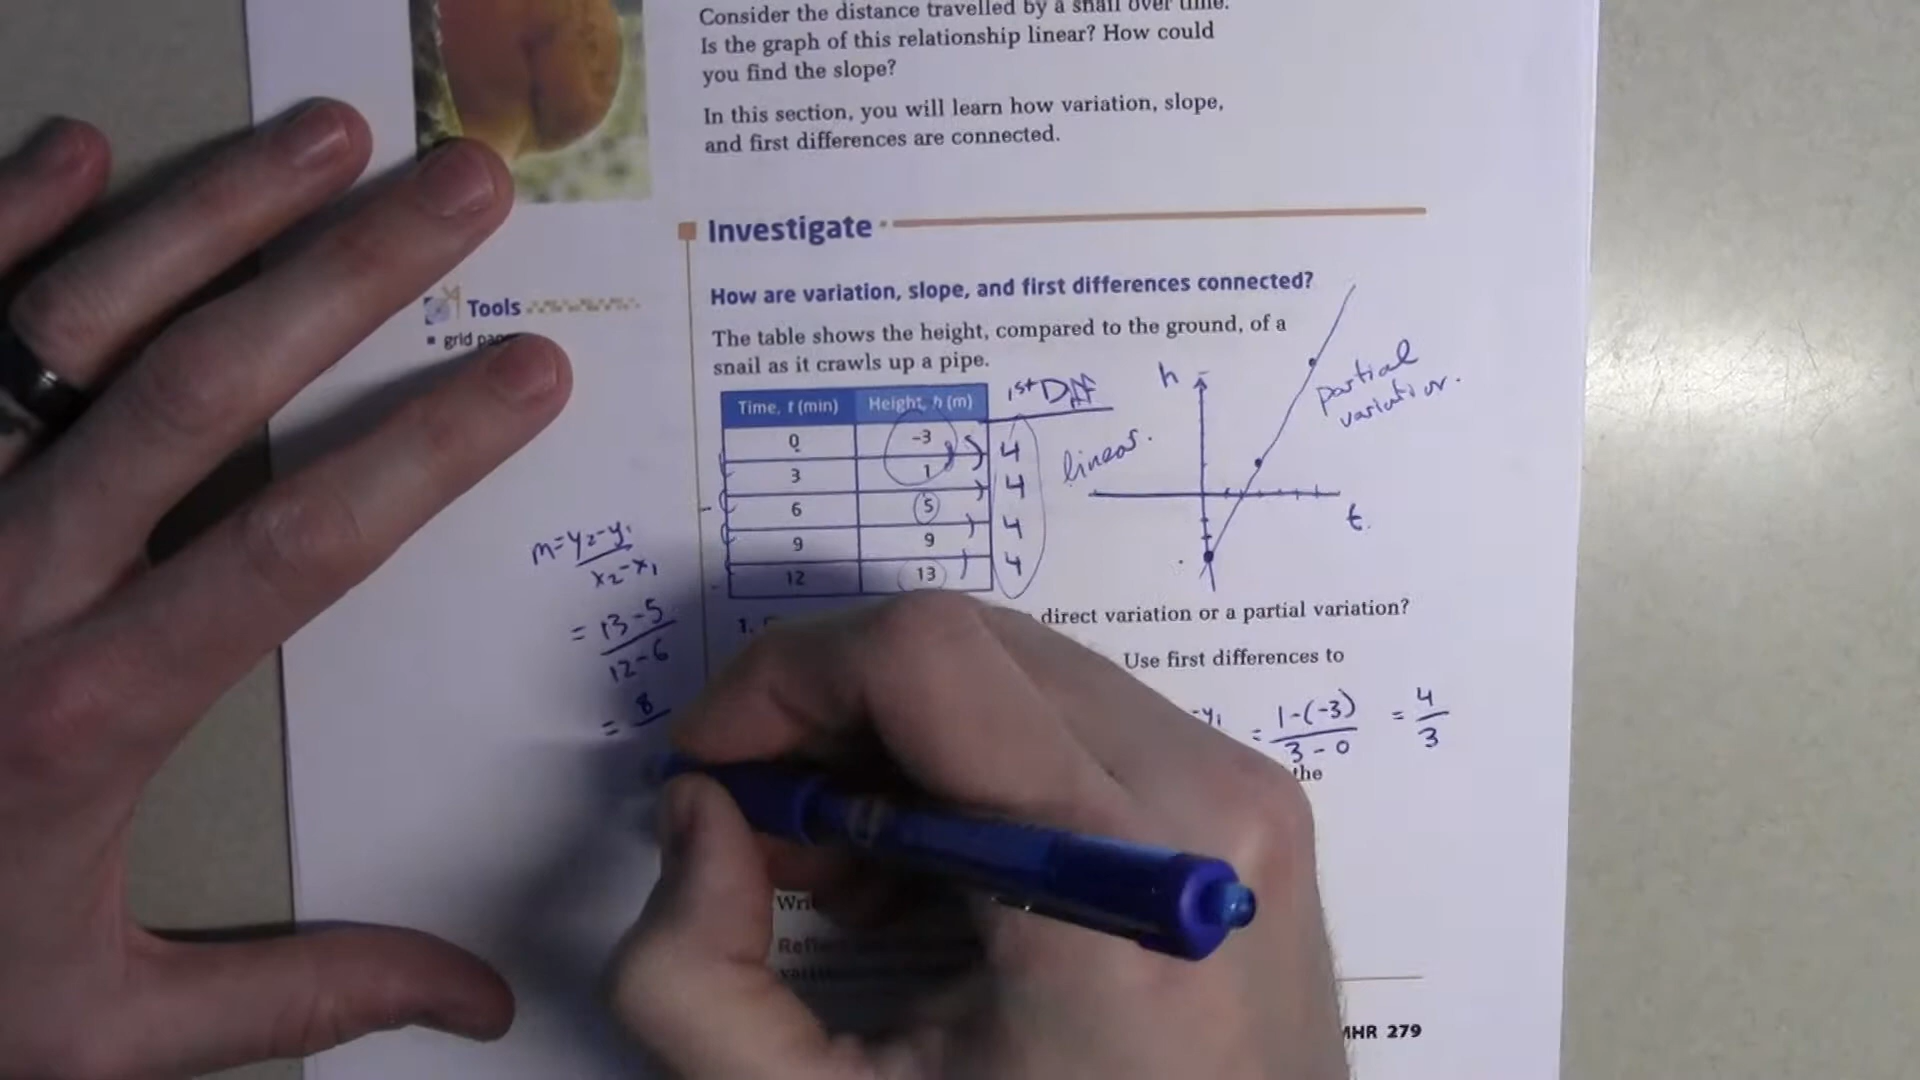 Consider the distance travelled by a snail over time.
Is the graph of this relationship linear? How could
you find the slope?
In this section, you will learn how variation, slope,
and first differences are connected.
Investigate
Tools
grid
How are variation, slope, and first differences connected?
The table shows the height, compared to the ground, of a
snail as it crawls up a pipe.
Time, t (min) Height, h (m) 1st Diff
0 -3
3 1 4
6 5 4
9 9 4
12 13 4
linear.
h
t.
partial
variation.
m=y2-y1
x2-x1
= 13-5
12-6
= 8
1.
direct variation or a partial variation?
Use first differences to
-y1 = 1-(-3) = 4
3-0 3
the
MHR 279